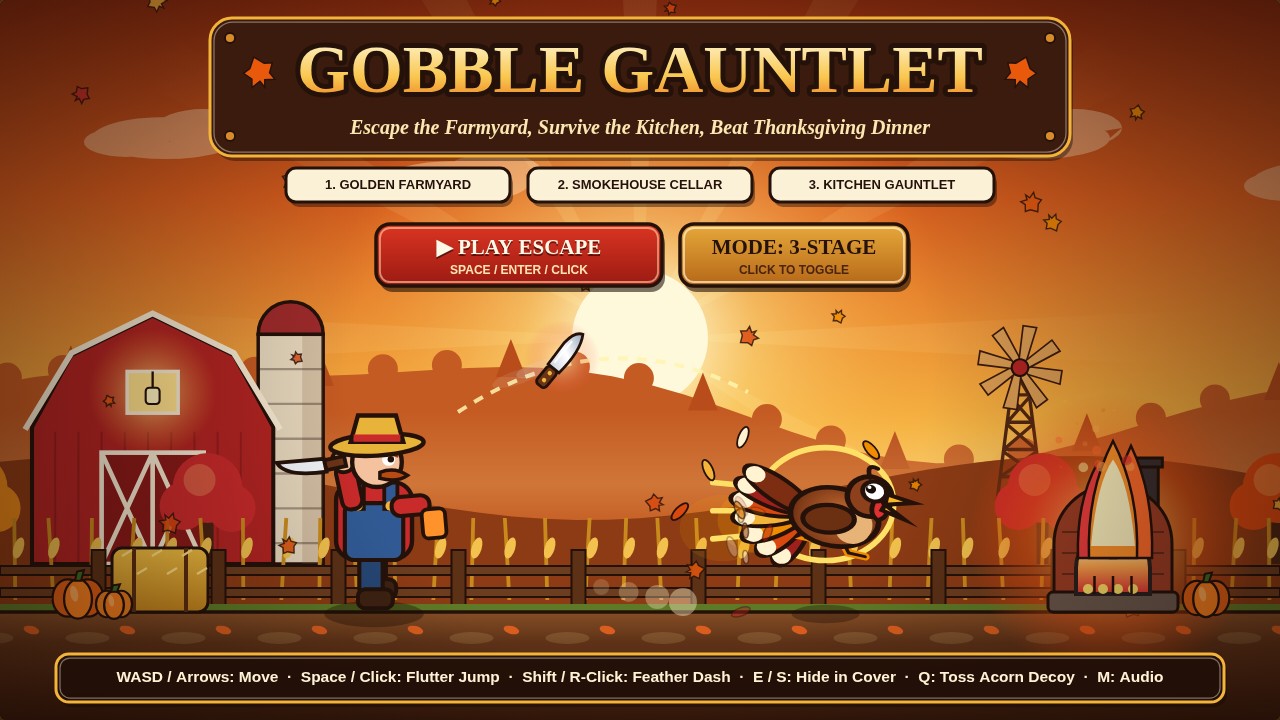 GOBBLE GAUNTLET
Escape the Farmyard, Survive the Kitchen, Beat Thanksgiving Dinner
1. GOLDEN FARMYARD
2. SMOKEHOUSE CELLAR
3. KITCHEN GAUNTLET
▶ PLAY ESCAPE
SPACE / ENTER / CLICK
MODE: 3-STAGE
CLICK TO TOGGLE
WASD / Arrows: Move · Space / Click: Flutter Jump · Shift / R-Click: Feather Dash · E / S: Hide in Cover · Q: Toss Acorn Decoy · M: Audio